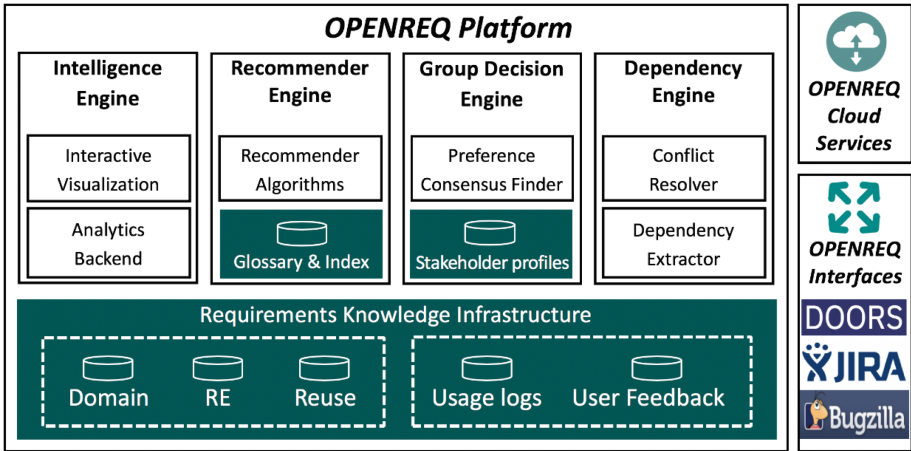 OPENREQ Platform
Intelligence
Engine
Interactive
Visualization
Analytics
Backend
Recommender
Engine
Recommender
Algorithms
Glossary & Index
Group Decision
Engine
Preference
Consensus Finder
Stakeholder profiles
Dependency
Engine
Conflict
Resolver
Dependency
Extractor
Requirements Knowledge Infrastructure
Domain
RE
Reuse
Usage logs
User Feedback
OPENREQ
Cloud
Services
OPENREQ
Interfaces
DOORS
JIRA
Bugzilla